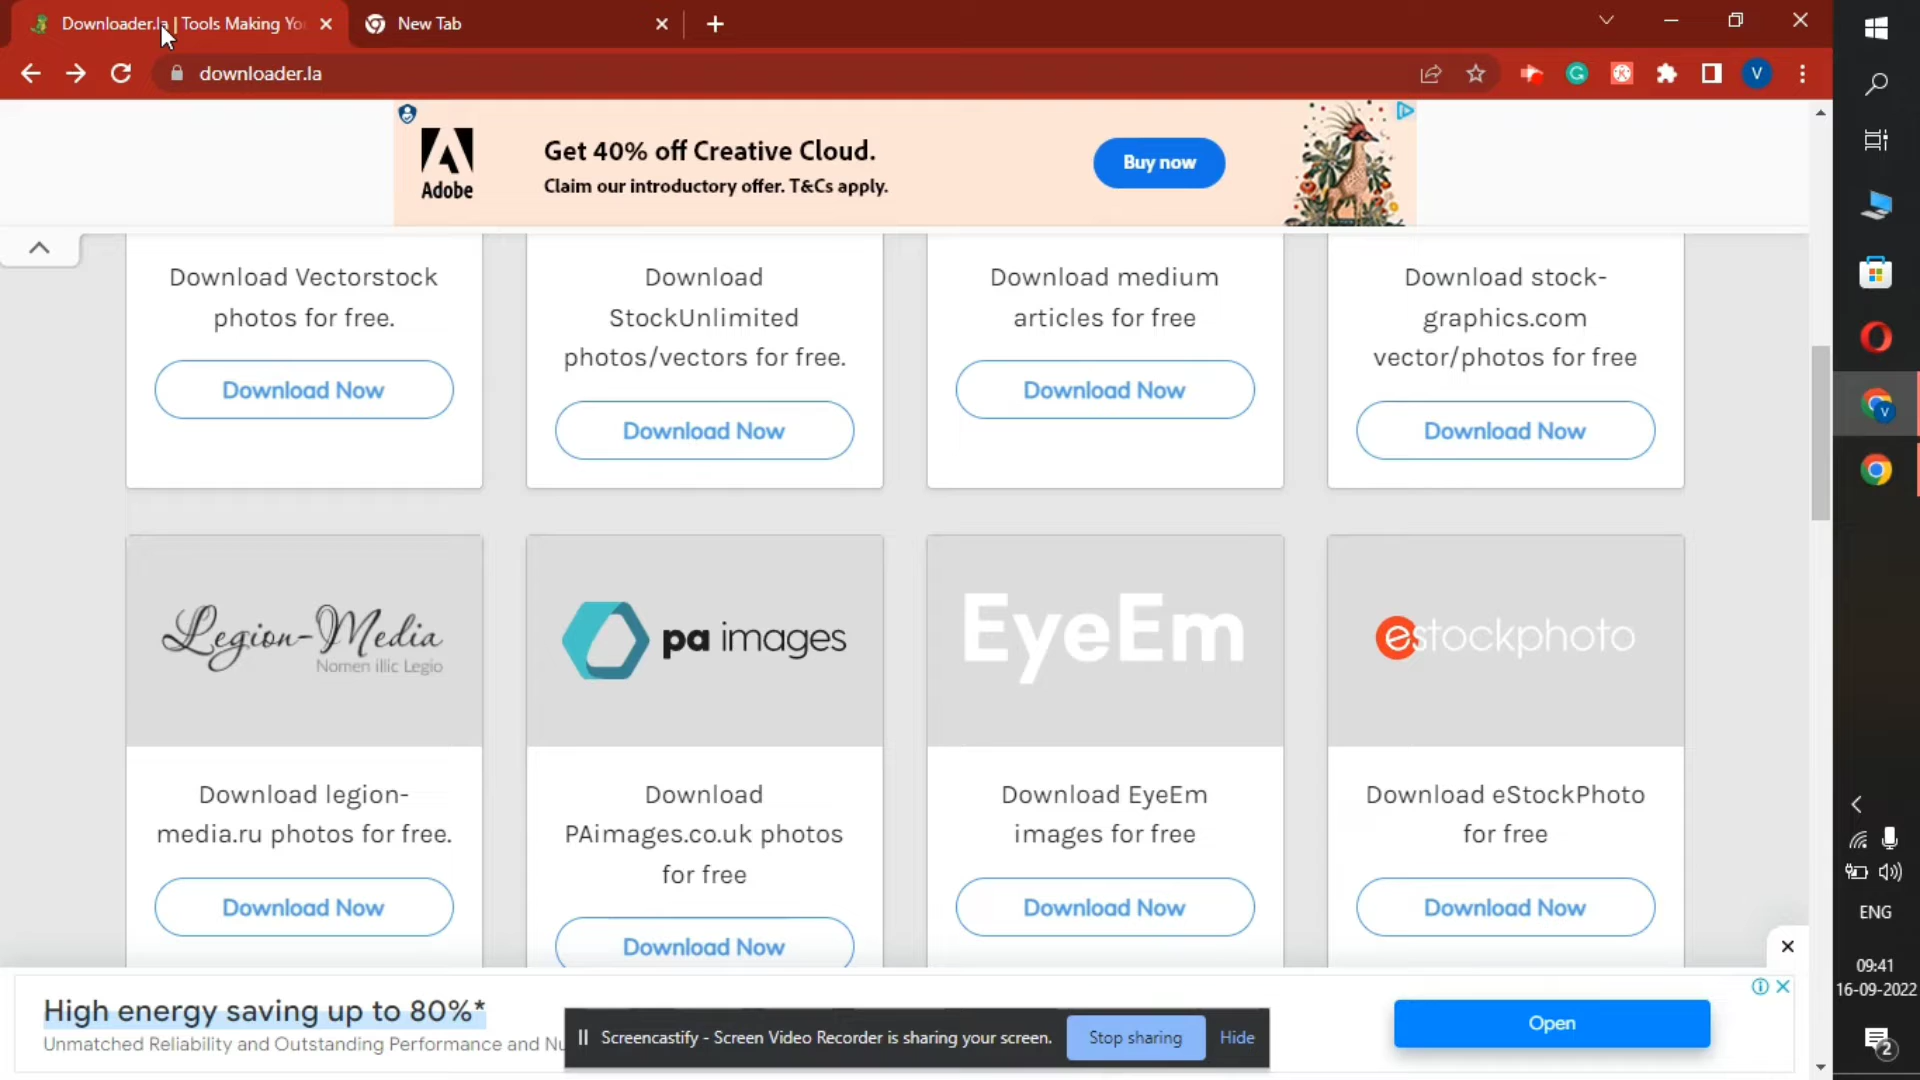 Downloader.la | Tools Making Yo
New Tab
downloader.la
V
Adobe
Get 40% off Creative Cloud.
Claim our introductory offer. T&Cs apply.
Buy now
Download Vectorstock
photos for free.
Download Now
Download
StockUnlimited
photos/vectors for free.
Download Now
Download medium
articles for free
Download Now
Download stock-
graphics.com
vector/photos for free
Download Now
Legion-Media
Nomen illic Legio
Download legion-
media.ru photos for free.
Download Now
pa images
Download
PAimages.co.uk photos
for free
Download Now
EyeEm
Download EyeEm
images for free
Download Now
estockphoto
Download eStockPhoto
for free
Download Now
High energy saving up to 80%*
Unmatched Reliability and Outstanding Performance and Nu
Screencastify - Screen Video Recorder is sharing your screen.
Stop sharing
Hide
Open
V
ENG
09:41
16-09-2022
2